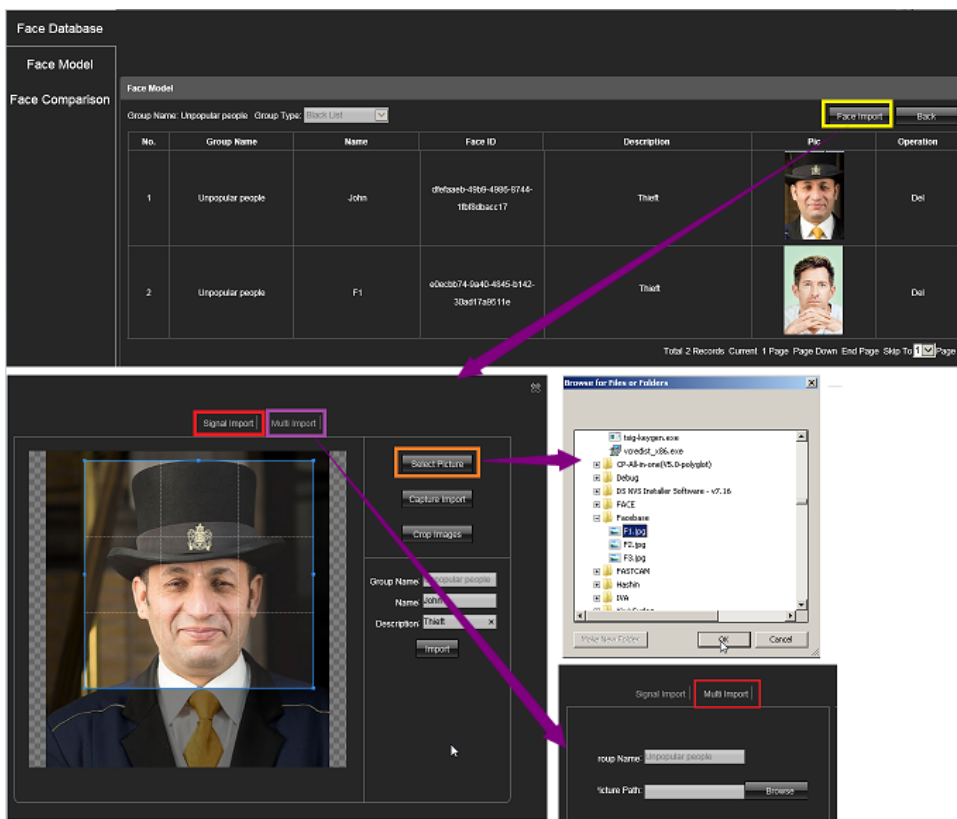 Face Database
Face Model
Face Comparison
Face Model
Group Name: Unpopular people Group Type: Black List
Face Import Back
No. Group Name Name Face ID Description Pic Operation
1 Unpopular people John dfefaaeb-49b9-4986-8744-1fbf8dbacc17 Thieft Del
2 Unpopular people F1 e0ecbb74-9a40-4845-b142-30ad17a9511e Thieft Del
Total 2 Records Current 1 Page Page Down End Page Skip To 1 Page
Signal Import Multi Import
Select Picture
Capture Import
Crop Images
Group Name: Unpopular people
Name: John
Description: Thieft
Import
Browse for Files or Folders
tsig-keygen.exe
vcredist_x86.exe
CP-All-in-one(V5.0-polyglot)
Debug
DS NVS Installer Software - v7.16
FACE
Facebase
F1.jpg
F2.jpg
F3.jpg
FASTCAM
Hashin
IVA
Make New Folder OK Cancel
Signal Import Multi Import
roup Name: Unpopular people
icture Path: Browse